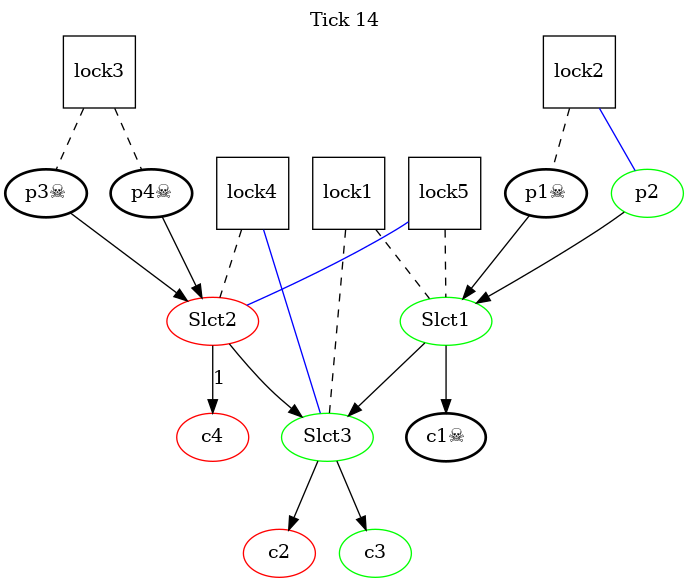 Tick 14
lock3
lock2
p3☠
p4☠
lock4
lock1
lock5
p1☠
p2
Slct2
Slct1
1
c4
Slct3
c1☠
c2
c3